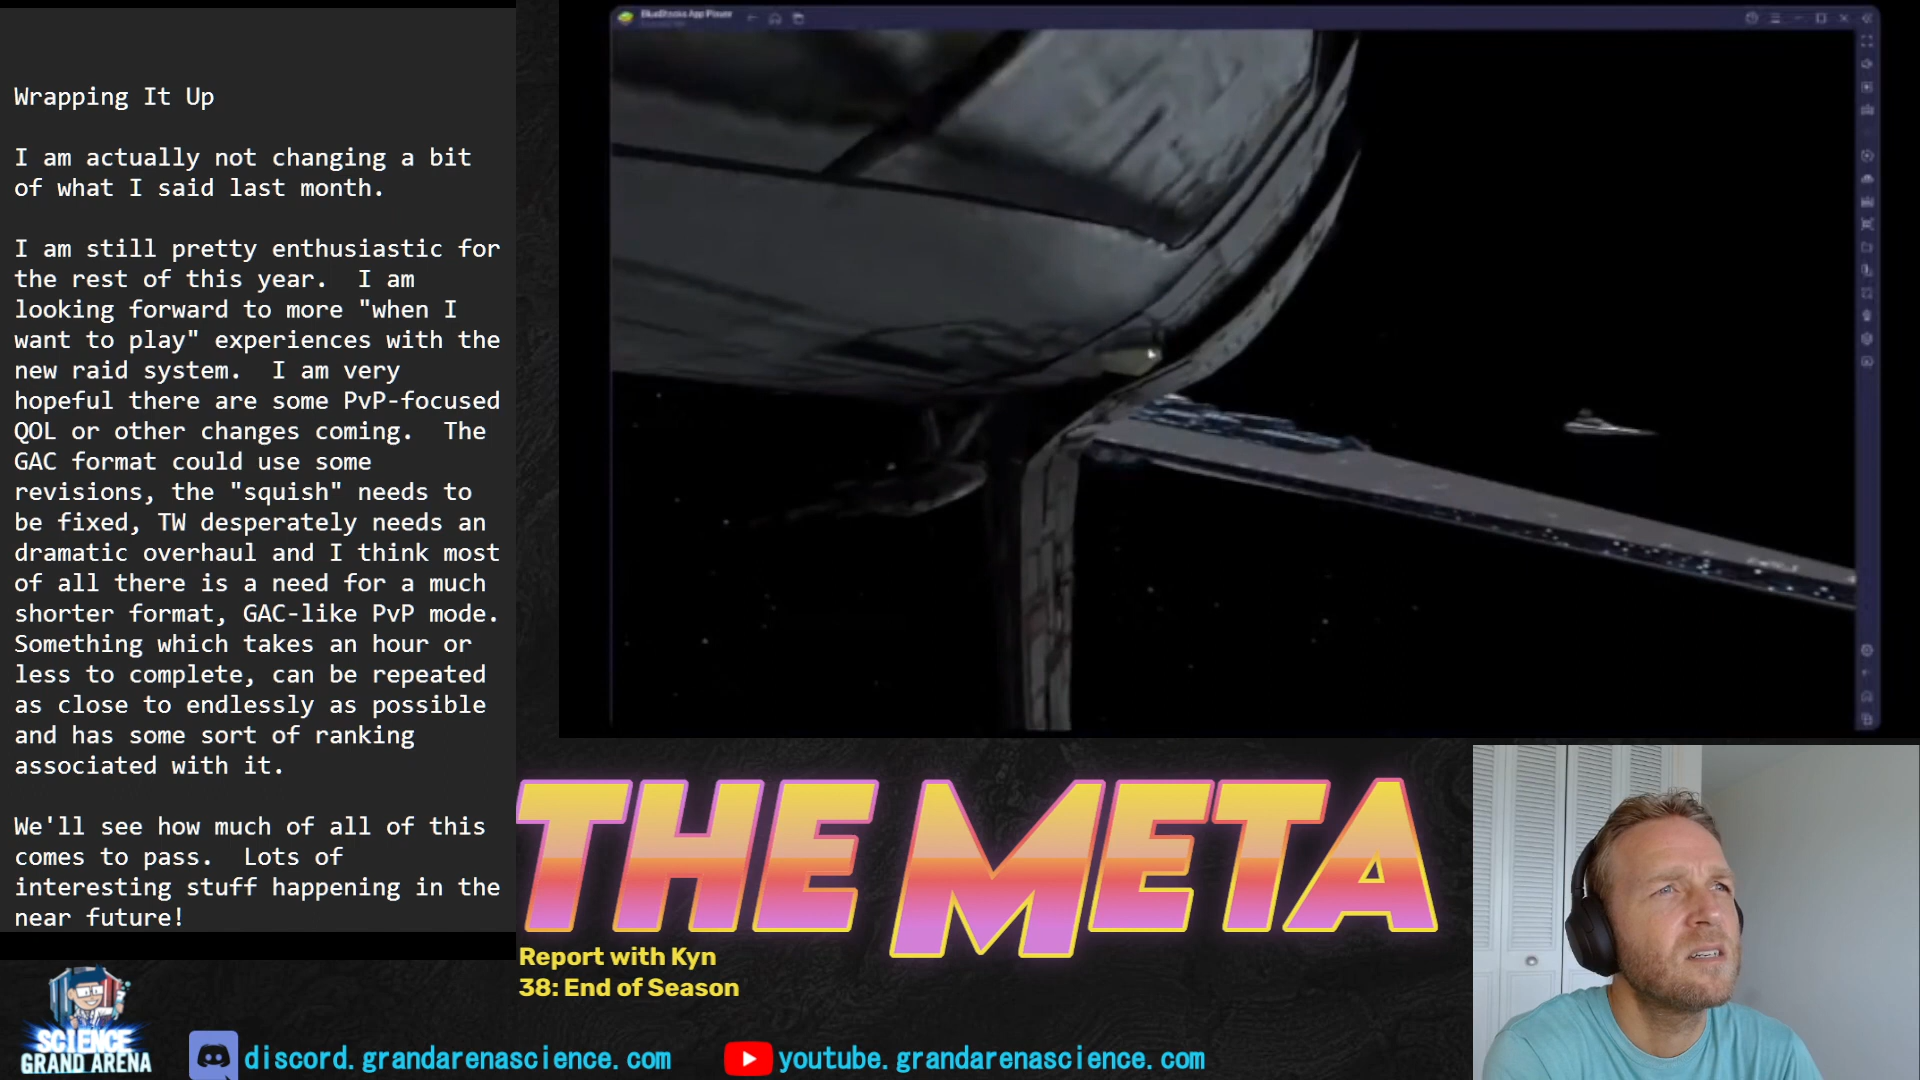 BlueStacks App Player
Wrapping It Up
I am actually not changing a bit
of what I said last month.
I am still pretty enthusiastic for
the rest of this year.  I am
looking forward to more "when I
want to play" experiences with the
new raid system.  I am very
hopeful there are some PvP-focused
QOL or other changes coming.  The
GAC format could use some
revisions, the "squish" needs to
be fixed, TW desperately needs an
dramatic overhaul and I think most
of all there is a need for a much
shorter format, GAC-like PvP mode.
Something which takes an hour or
less to complete, can be repeated
as close to endlessly as possible
and has some sort of ranking
associated with it.
We'll see how much of all of this
comes to pass.  Lots of
interesting stuff happening in the
near future!
THE META
Report with Kyn
38: End of Season
SCIENCE
GRAND ARENA
discord.grandarenascience.com
youtube.grandarenascience.com